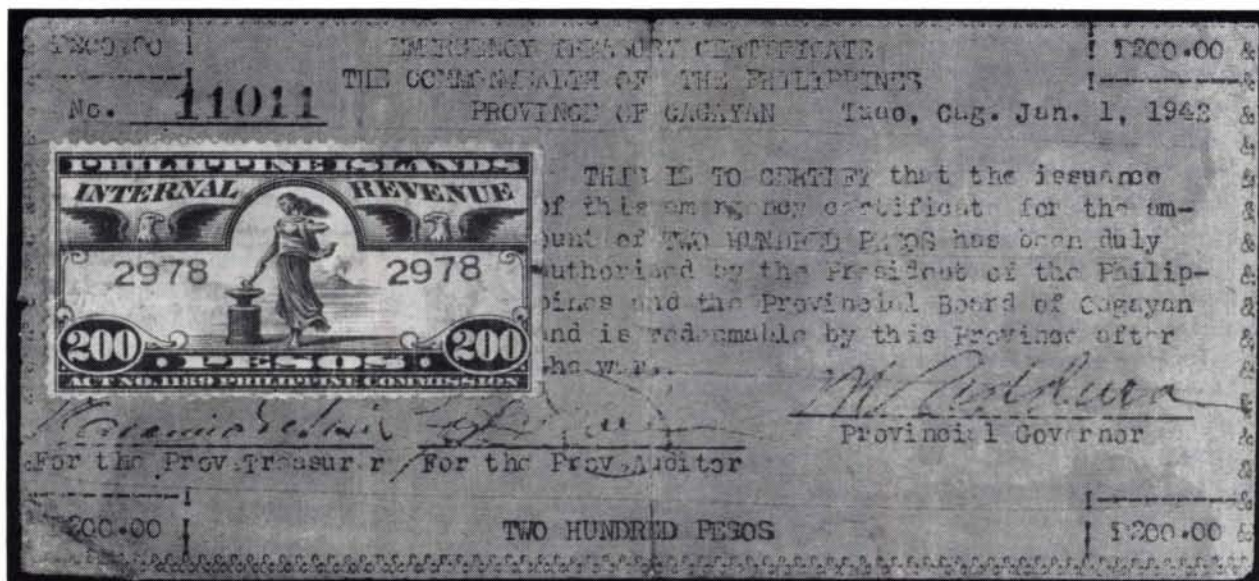 ₱200.00 ! EMERGENCY TREASURY CERTIFICATE ! ₱200.00
THE COMMONWEALTH OF THE PHILIPPINES
No. 11011 PROVINCE OF CAGAYAN Tuao, Cag. Jan. 1, 1942
PHILIPPINE ISLANDS
INTERNAL REVENUE
2978 2978
200 PESOS 200
ACT NO. 1189 PHILIPPINE COMMISSION
THIS IS TO CERTIFY that the issuance
of this emergency certificate for the am-
ount of TWO HUNDRED PESOS has been duly
authorised by the President of the Philip-
pines and the Provincial Board of Cagayan
and is redeemable by this Province after
the war.
Provincial Governor
For the Prov.Treasurer For the Prov.Auditor
₱200.00 ! TWO HUNDRED PESOS ! ₱200.00